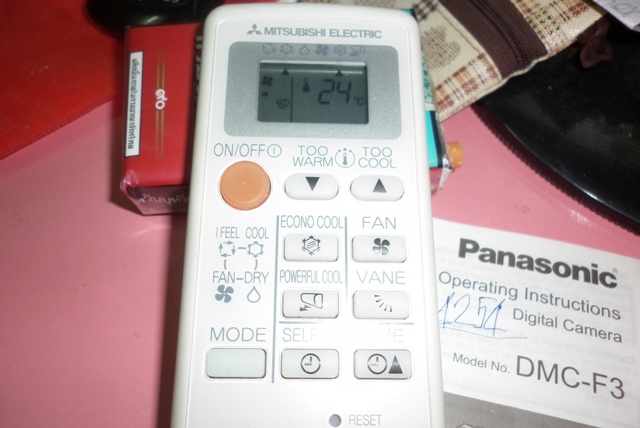 MITSUBISHI ELECTRIC
24°C
ON/OFF
TOO WARM
TOO COOL
I FEEL COOL
ECONO COOL
FAN
FAN DRY
POWERFUL COOL
VANE
MODE
RESET
Panasonic
Operating Instructions
1251
Digital Camera
Model No. DMC-F3